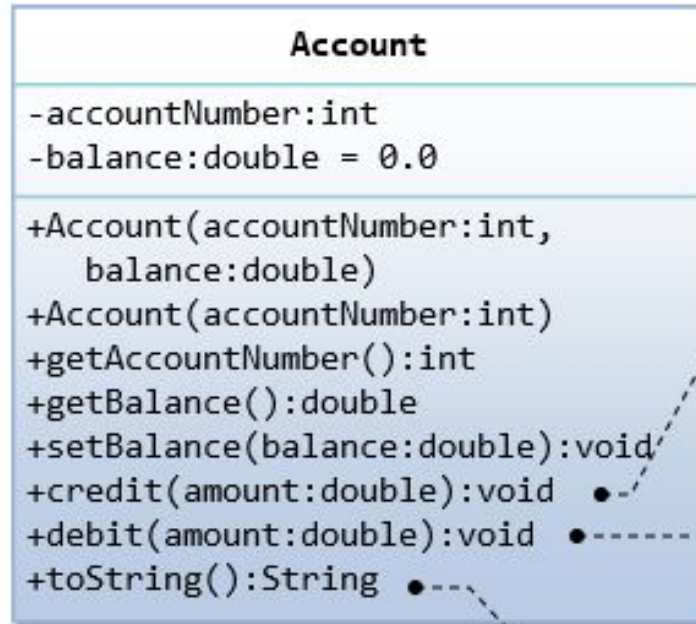 Account
-accountNumber:int
-balance:double = 0.0
+Account(accountNumber:int,
balance:double)
+Account(accountNumber:int)
+getAccountNumber():int
+getBalance():double
+setBalance(balance:double):void
+credit(amount:double):void
+debit(amount:double):void
+toString():String